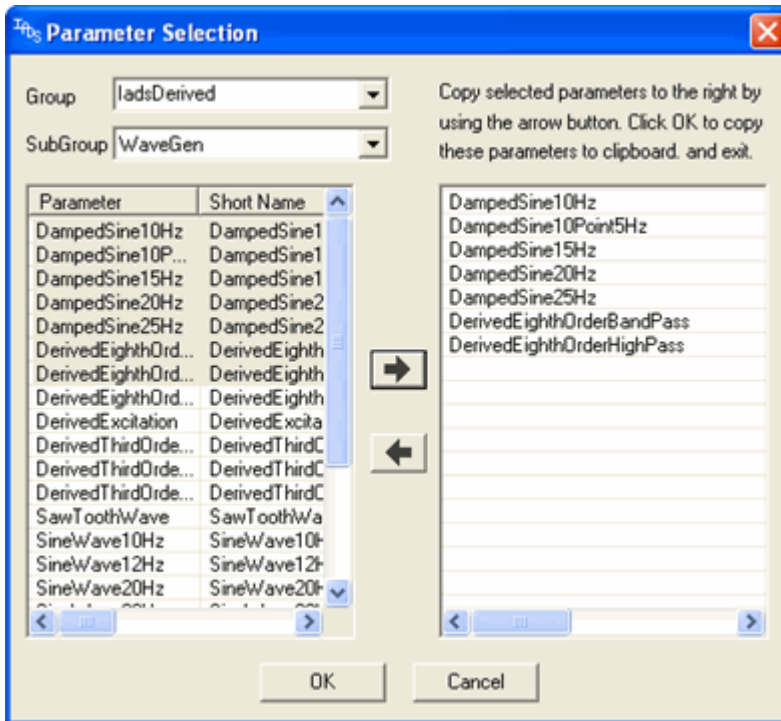 IADS Parameter Selection
Group IadsDerived
SubGroup WaveGen
Copy selected parameters to the right by
using the arrow button. Click OK to copy
these parameters to clipboard. and exit.
Parameter Short Name
DampedSine10Hz DampedSine1
DampedSine10P... DampedSine1
DampedSine15Hz DampedSine1
DampedSine20Hz DampedSine2
DampedSine25Hz DampedSine2
DerivedEighthOrd... DerivedEighth
DerivedEighthOrd... DerivedEighth
DerivedEighthOrd... DerivedEighth
DerivedExcitation DerivedExcita
DerivedThirdOrde... DerivedThirdC
DerivedThirdOrde... DerivedThirdC
SawToothWave SawToothWa
SineWave10Hz SineWave10H
SineWave12Hz SineWave12H
SineWave20Hz SineWave20H
DampedSine10Hz
DampedSine10Point5Hz
DampedSine15Hz
DampedSine20Hz
DampedSine25Hz
DerivedEighthOrderBandPass
DerivedEighthOrderHighPass
OK Cancel